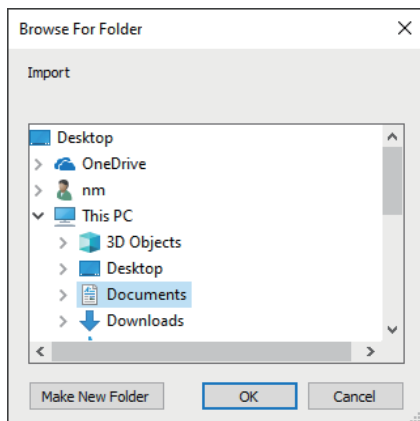 Browse For Folder
Import
Desktop
OneDrive
nm
This PC
3D Objects
Desktop
Documents
Downloads
Make New Folder
OK
Cancel